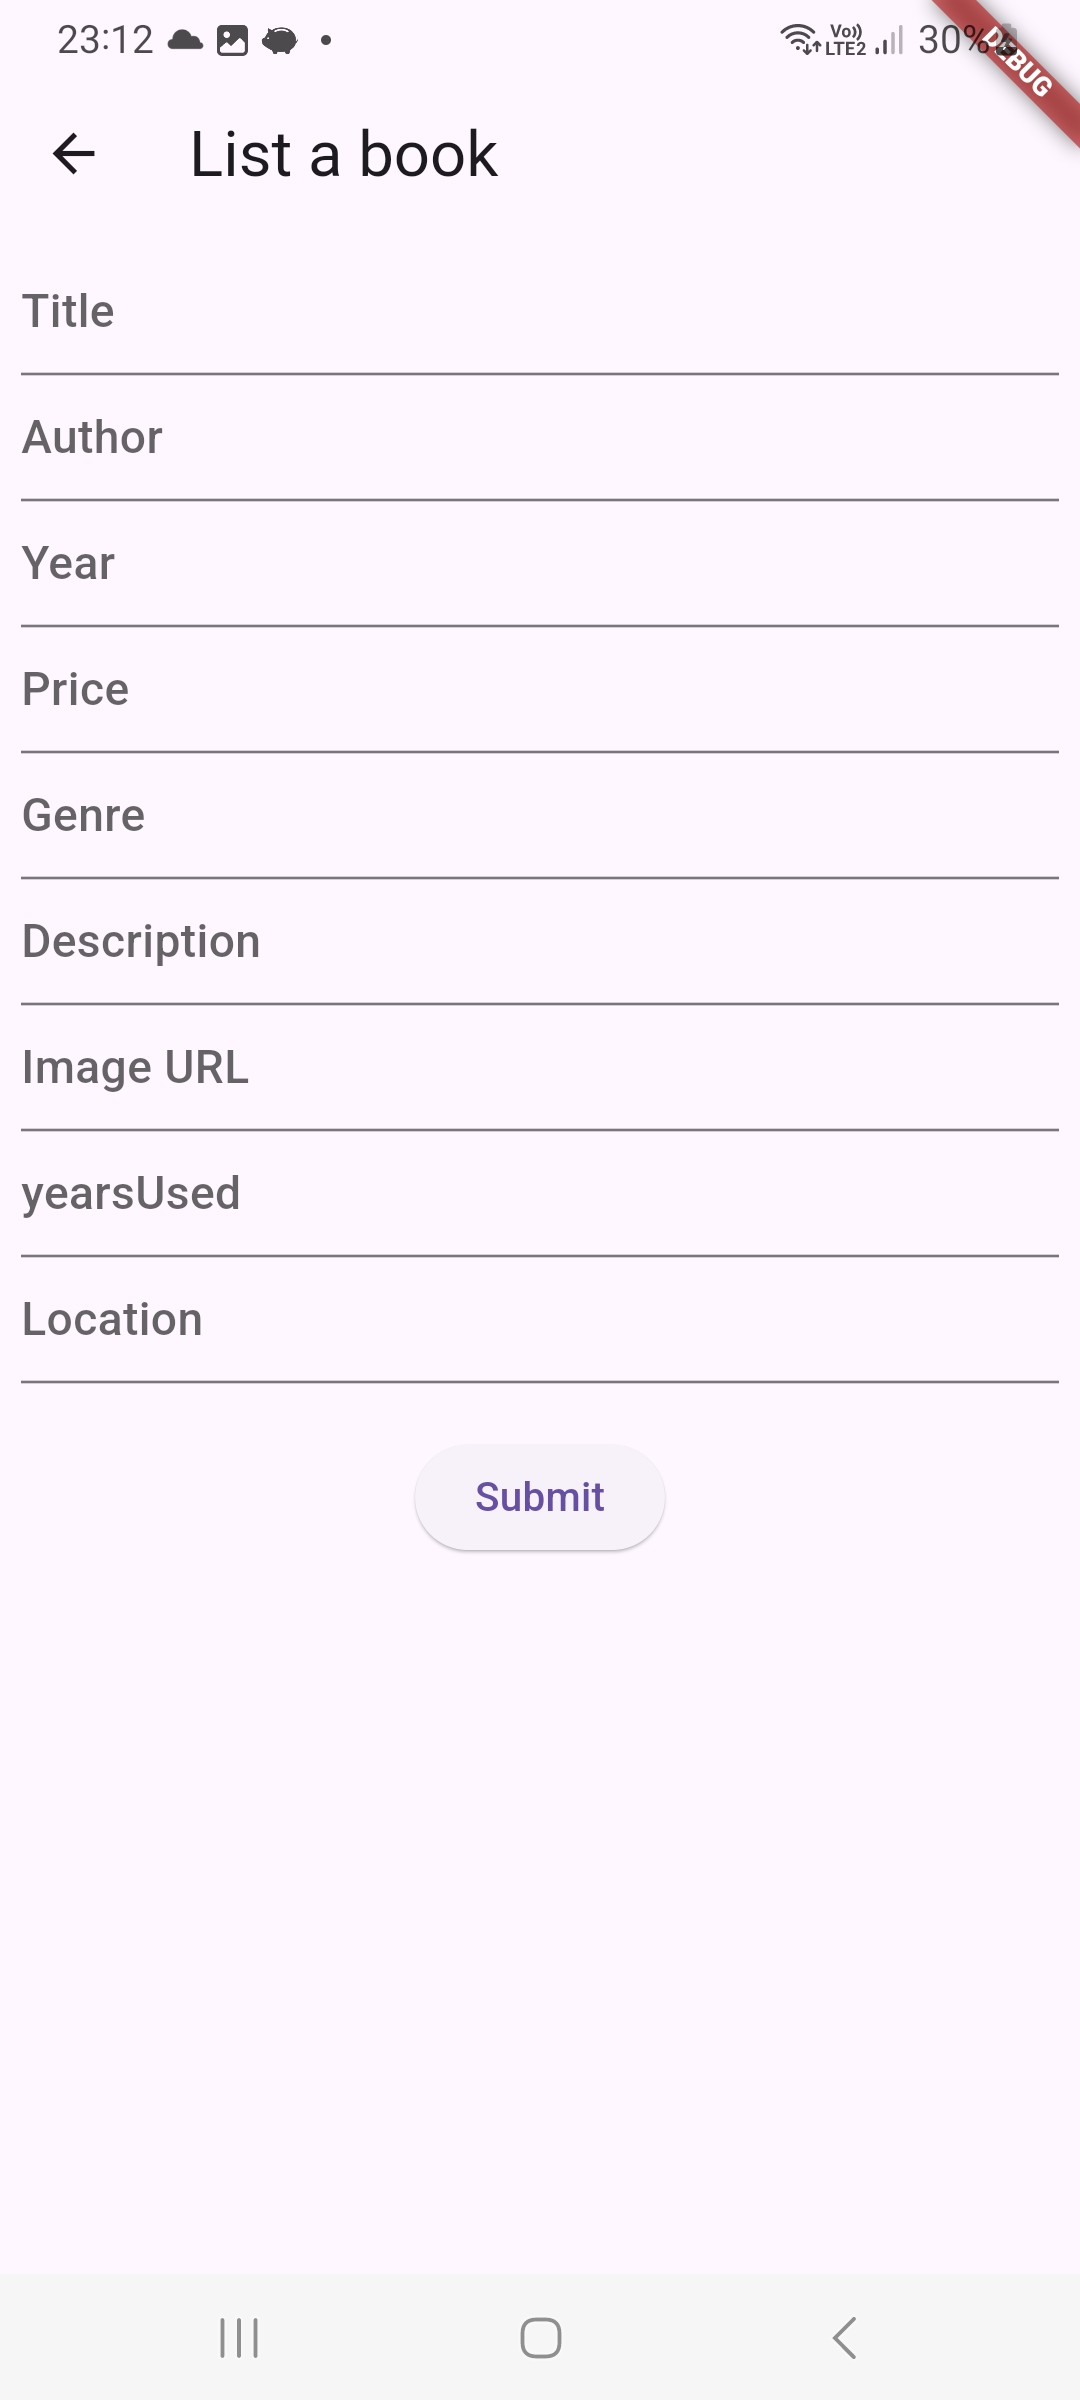 23:12
Vo)) LTE2 30%
DEBUG
List a book
Title
Author
Year
Price
Genre
Description
Image URL
yearsUsed
Location
Submit